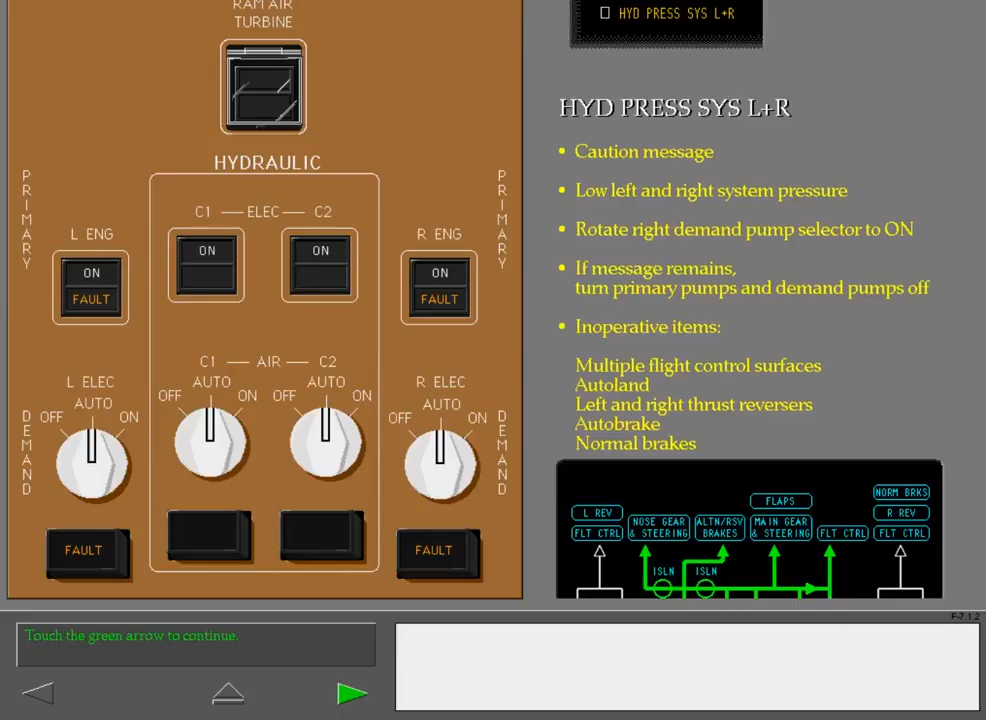 RAM AIR
TURBINE
HYDRAULIC
PRIMARY
PRIMARY
C1 ELEC C2
L ENG
R ENG
ON
ON
ON
FAULT
ON
FAULT
C1 AIR C2
L ELEC
R ELEC
OFF AUTO ON
OFF AUTO ON
OFF AUTO ON
OFF AUTO ON
DEMAND
DEMAND
FAULT
FAULT
HYD PRESS SYS L+R
HYD PRESS SYS L+R
• Caution message
• Low left and right system pressure
• Rotate right demand pump selector to ON
• If message remains,
turn primary pumps and demand pumps off
• Inoperative items:
Multiple flight control surfaces
Autoland
Left and right thrust reversers
Autobrake
Normal brakes
FLAPS
NORM BRKS
L REV
NOSE GEAR
& STEERING
ALTN/RSV
BRAKES
MAIN GEAR
& STEERING
R REV
FLT CTRL
FLT CTRL
FLT CTRL
ISLN
ISLN
F-7.1 2
Touch the green arrow to continue.